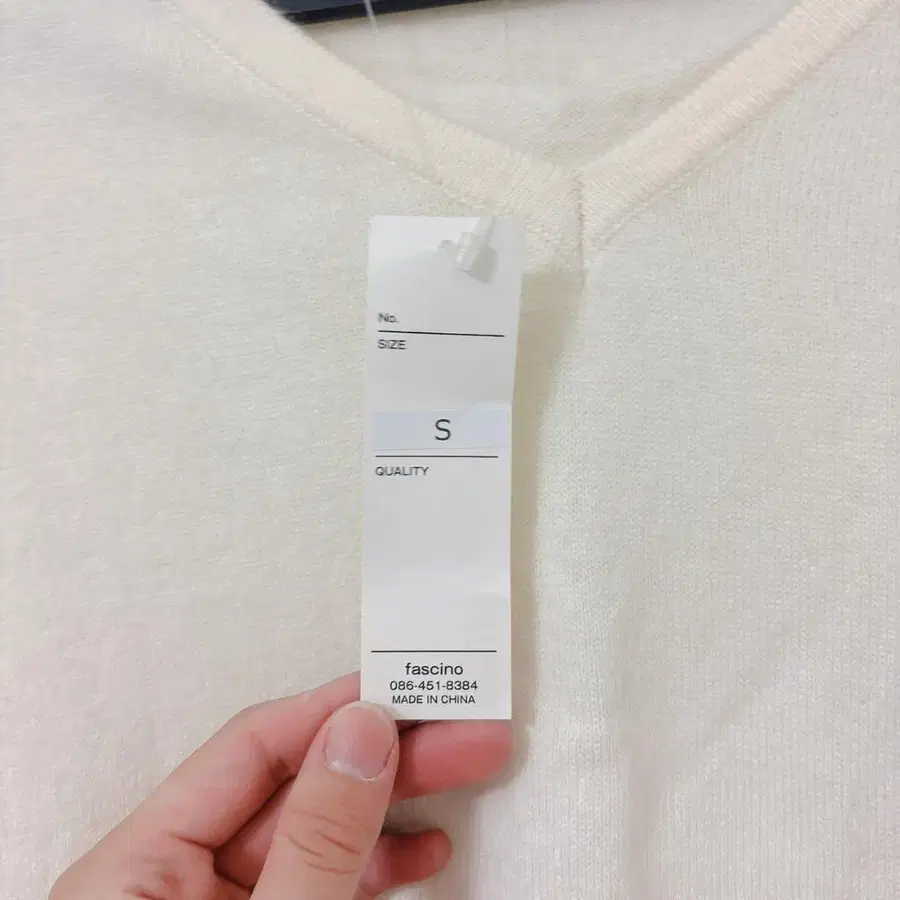 No.
SIZE
S
QUALITY
fascino
086-451-8384
MADE IN CHINA